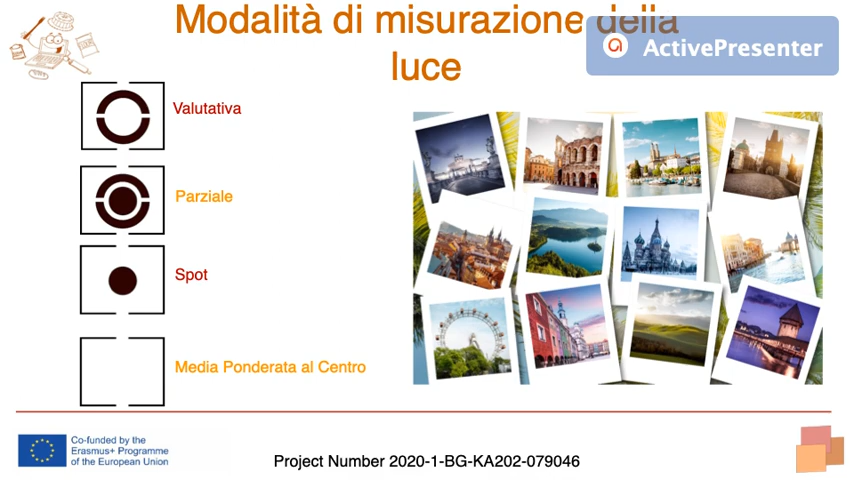 Modalità di misurazione della
luce
ActivePresenter
Valutativa
Parziale
Spot
Media Ponderata al Centro
Co-funded by the
Erasmus+ Programme
of the European Union
Project Number 2020-1-BG-KA202-079046